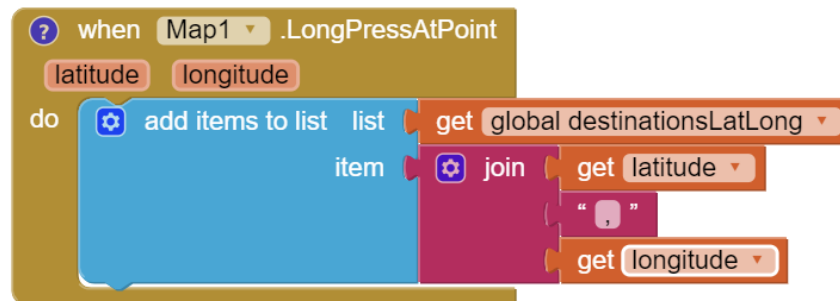 ? when Map1 .LongPressAtPoint
latitude longitude
do add items to list list get global destinationsLatLong
item join get latitude
“ , ”
get longitude